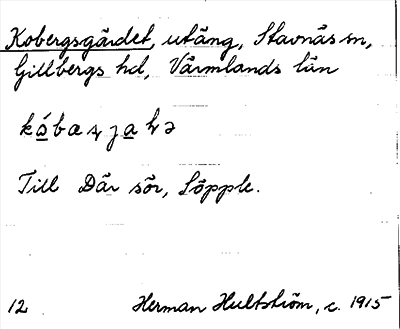 Kobergsgärdet, utäng, Stavnäs sn,
Gillbergs hd, Värmlands län
Till Där sör, Löpple.
12 Herman Hultström, c. 1915